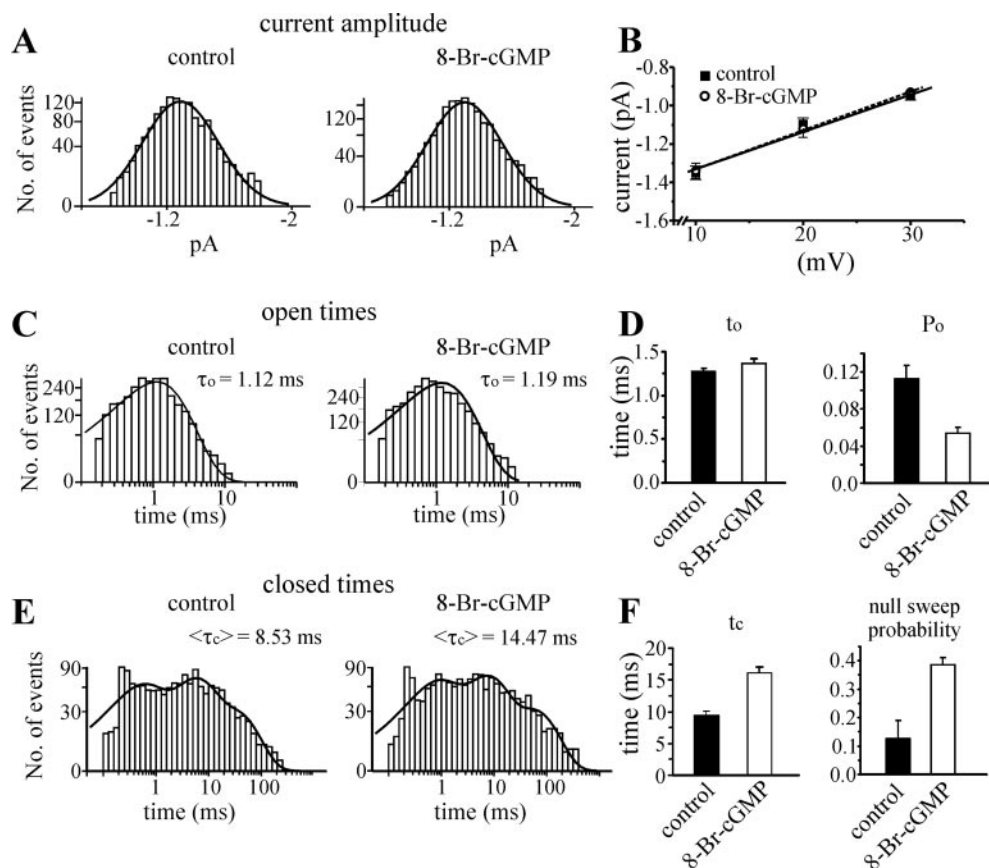 A
current amplitude
control
8-Br-cGMP
No. of events
120
80
40
0
-1.2
-2
pA
120
40
0
-1.2
-2
pA
B
control
8-Br-cGMP
current (pA)
-0.8
-1.0
-1.2
-1.4
-1.6
10
20
30
(mV)
C
open times
control
8-Br-cGMP
τo = 1.12 ms
τo = 1.19 ms
No. of events
240
120
0
1
10
time (ms)
240
120
0
1
10
time (ms)
D
to
Po
time (ms)
1.5
1.0
0.5
0.0
control
8-Br-cGMP
0.12
0.08
0.04
0.00
control
8-Br-cGMP
E
closed times
control
8-Br-cGMP
<τc> = 8.53 ms
<τc> = 14.47 ms
No. of events
90
30
0
1
10
100
time (ms)
90
30
0
1
10
100
time (ms)
F
tc
null sweep
probability
time (ms)
20
15
10
5
0
control
8-Br-cGMP
0.4
0.3
0.2
0.1
0.0
control
8-Br-cGMP